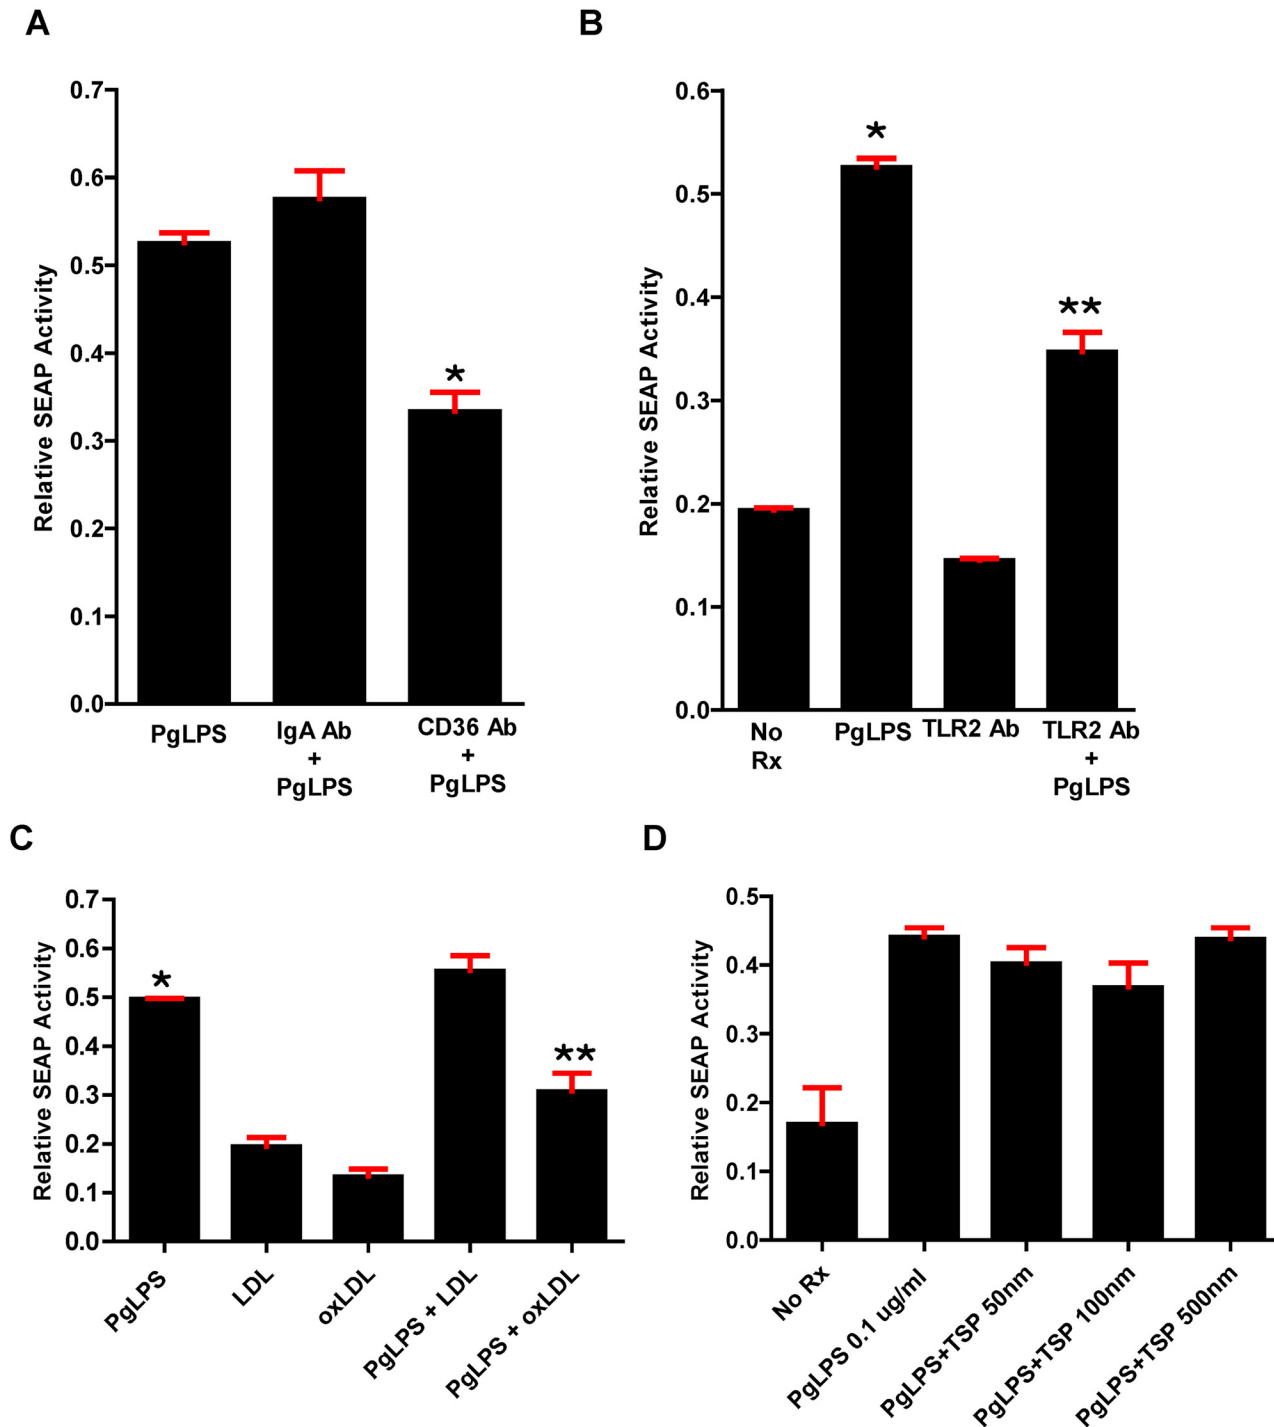 A
Relative SEAP Activity
0.7
0.6
0.5
0.4
0.3
0.2
0.1
0.0
*
PgLPS
IgA Ab
+
PgLPS
CD36 Ab
+
PgLPS
B
Relative SEAP Activity
0.6
0.5
0.4
0.3
0.2
0.1
0.0
*
**
No
Rx
PgLPS
TLR2 Ab
TLR2 Ab
+
PgLPS
C
Relative SEAP Activity
0.7
0.6
0.5
0.4
0.3
0.2
0.1
0.0
*
**
PgLPS
LDL
oxLDL
PgLPS + LDL
PgLPS + oxLDL
D
Relative SEAP Activity
0.5
0.4
0.3
0.2
0.1
0.0
No Rx
PgLPS 0.1 ug/ml
PgLPS+TSP 50nm
PgLPS+TSP 100nm
PgLPS+TSP 500nm